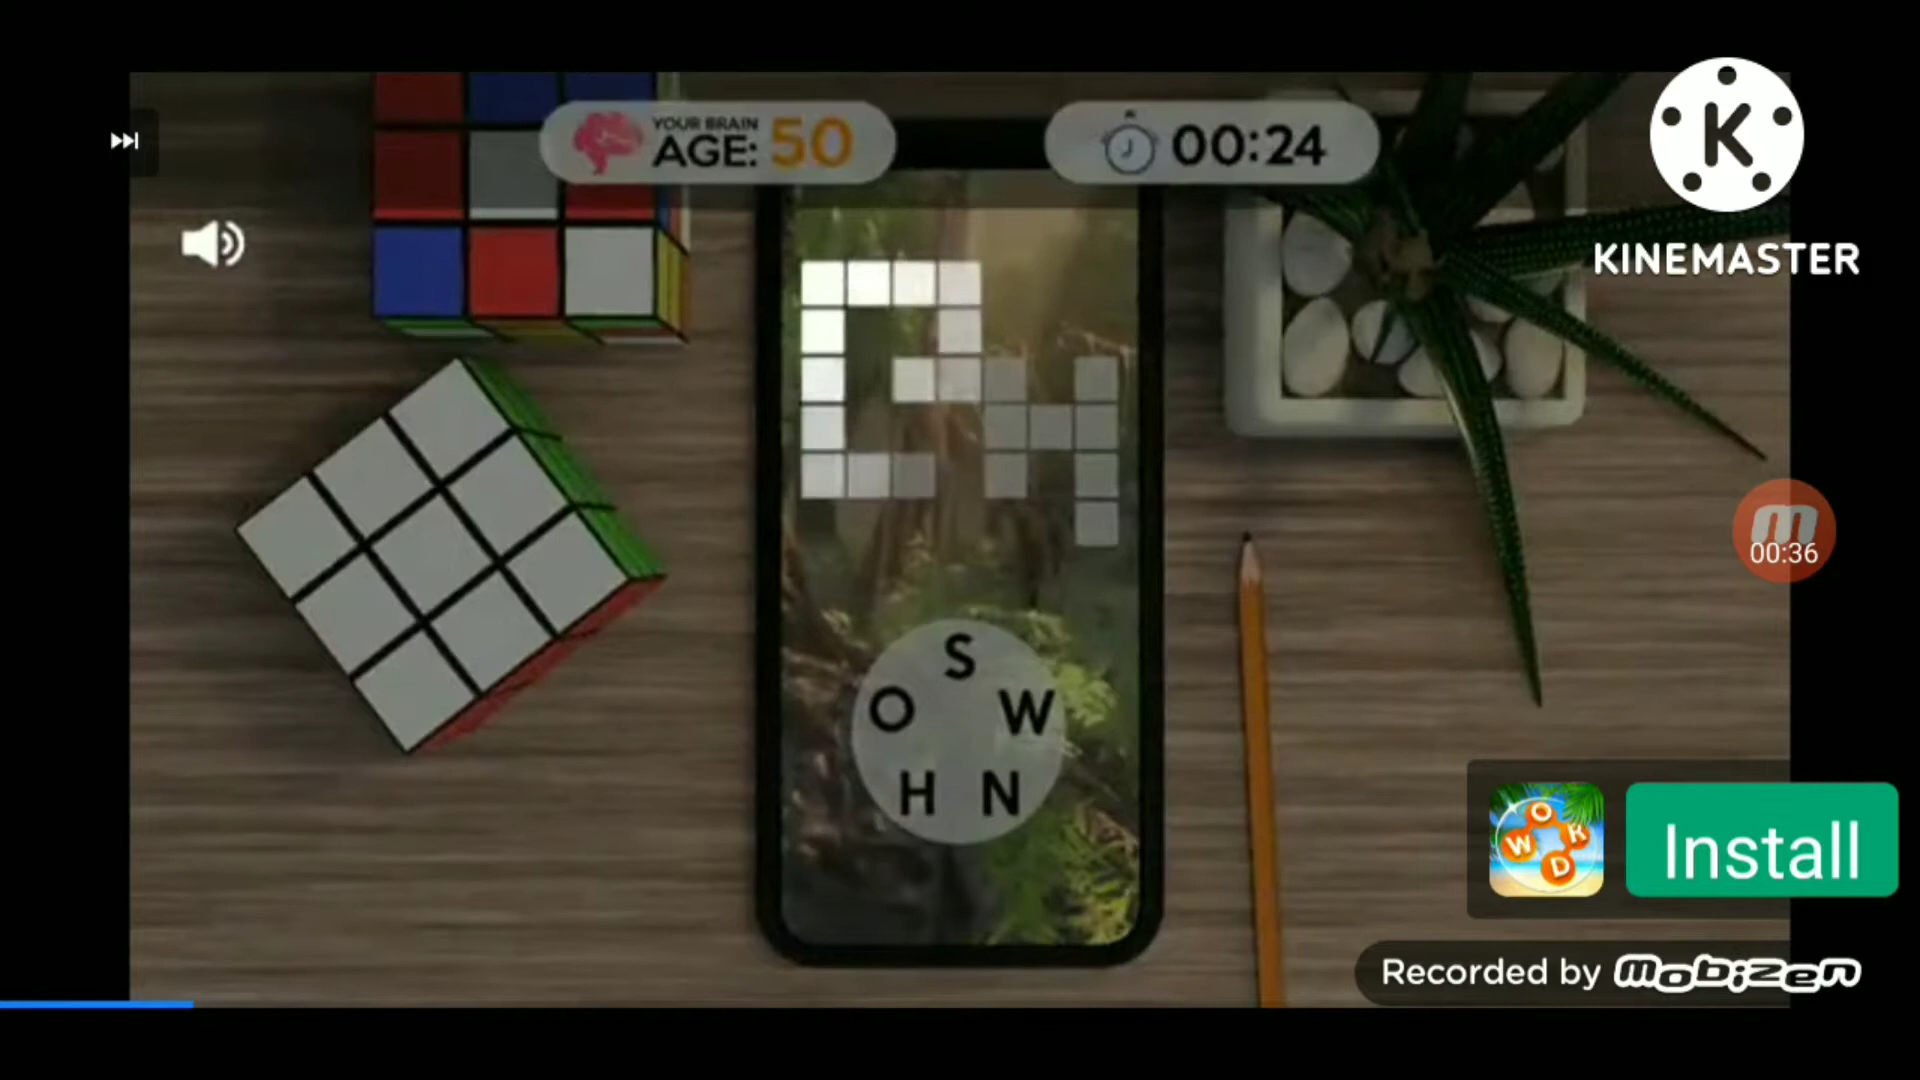 YOUR BRAIN
AGE: 50
00:24
K
KINEMASTER
S
O
W
H
N
m
00:36
W
O
R
D
Install
Recorded by mobizen